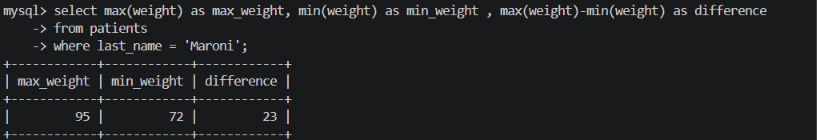 mysql> select max(weight) as max_weight, min(weight) as min_weight , max(weight)-min(weight) as difference
    -> from patients
    -> where last_name = 'Maroni';
+------------+------------+------------+
| max_weight | min_weight | difference |
+------------+------------+------------+
|         95 |         72 |         23 |
+------------+------------+------------+